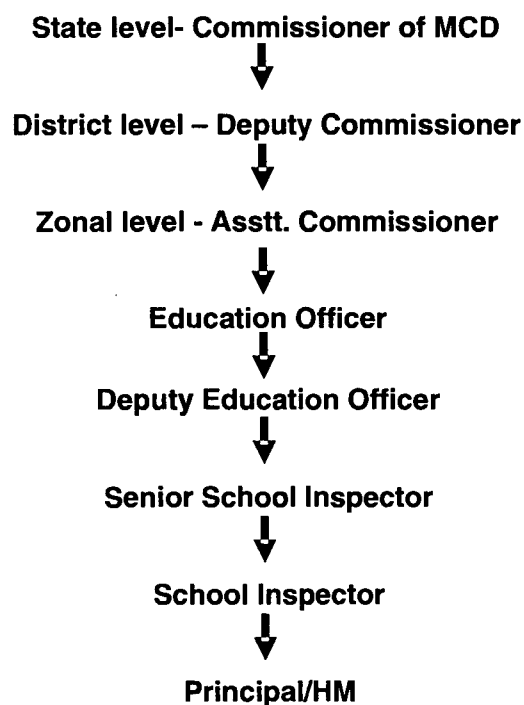 State level- Commissioner of MCD
District level – Deputy Commissioner
Zonal level - Asstt. Commissioner
Education Officer
Deputy Education Officer
Senior School Inspector
School Inspector
Principal/HM